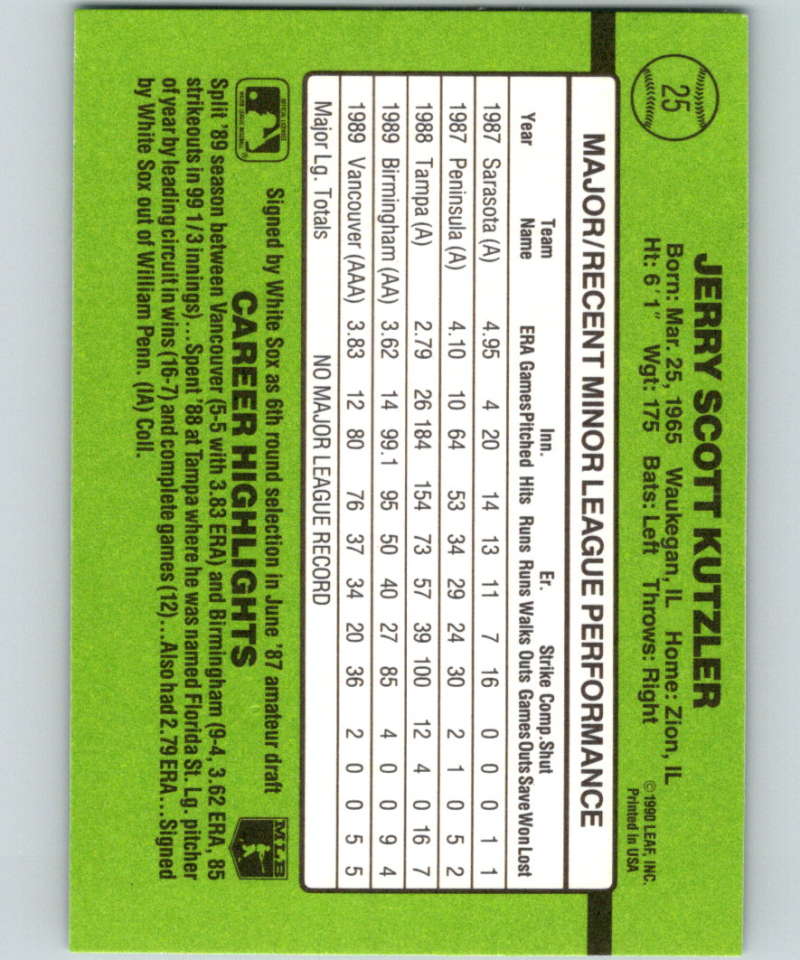 25
JERRY SCOTT KUTZLER
Born: Mar. 25, 1965 Waukegan, IL Home: Zion, IL
Ht: 6'1" Wgt: 175 Bats: Left Throws: Right
©1990 LEAF, INC.
Printed in USA
MAJOR/RECENT MINOR LEAGUE PERFORMANCE
Team Inn. Er. Strike Comp. Shut
Year Name ERA Games Pitched Hits Runs Runs Walks Outs Games Outs Save Won Lost
1987 Sarasota (A) 4.95 4 20 14 13 11 7 16 0 0 0 1 1
1987 Peninsula (A) 4.10 10 64 53 34 29 24 30 2 1 0 5 2
1988 Tampa (A) 2.79 26 184 154 73 57 39 100 12 4 0 16 7
1989 Birmingham (AA) 3.62 14 99.1 95 50 40 27 85 4 0 0 9 4
1989 Vancouver (AAA) 3.83 12 80 76 37 34 20 36 2 0 0 5 5
Major Lg. Totals NO MAJOR LEAGUE RECORD
MLB
CAREER HIGHLIGHTS
Signed by White Sox as 6th round selection in June '87 amateur draft
Split '89 season between Vancouver (5-5 with 3.83 ERA) and Birmingham (9-4, 3.62 ERA, 85
strikeouts in 99 1/3 innings)...Spent '88 at Tampa where he was named Florida St. Lg. pitcher
of year by leading circuit in wins (16-7) and complete games (12)...Also had 2.79 ERA...Signed
by White Sox out of William Penn. (IA) Coll.